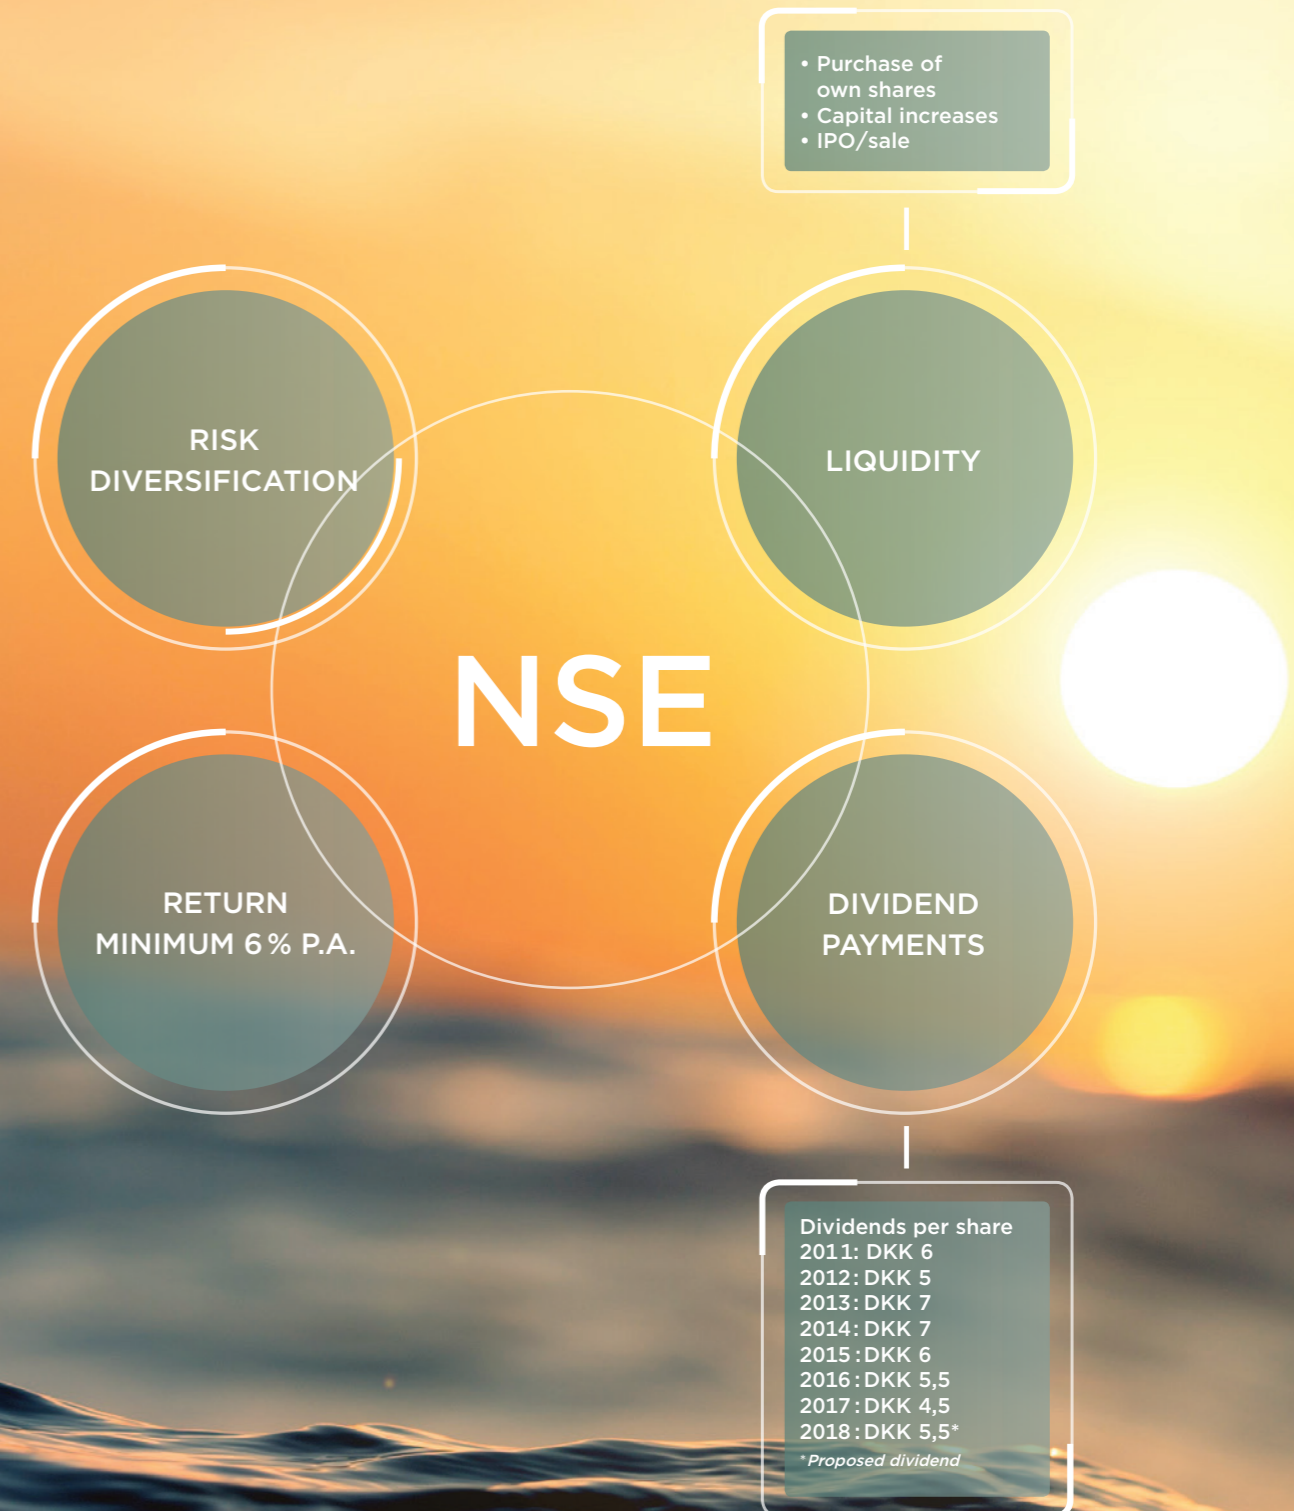 • Purchase of
own shares
• Capital increases
• IPO/sale
RISK
DIVERSIFICATION
LIQUIDITY
NSE
RETURN
MINIMUM 6% P.A.
DIVIDEND
PAYMENTS
Dividends per share
2011: DKK 6
2012: DKK 5
2013: DKK 7
2014: DKK 7
2015: DKK 6
2016: DKK 5,5
2017: DKK 4,5
2018: DKK 5,5*
*Proposed dividend